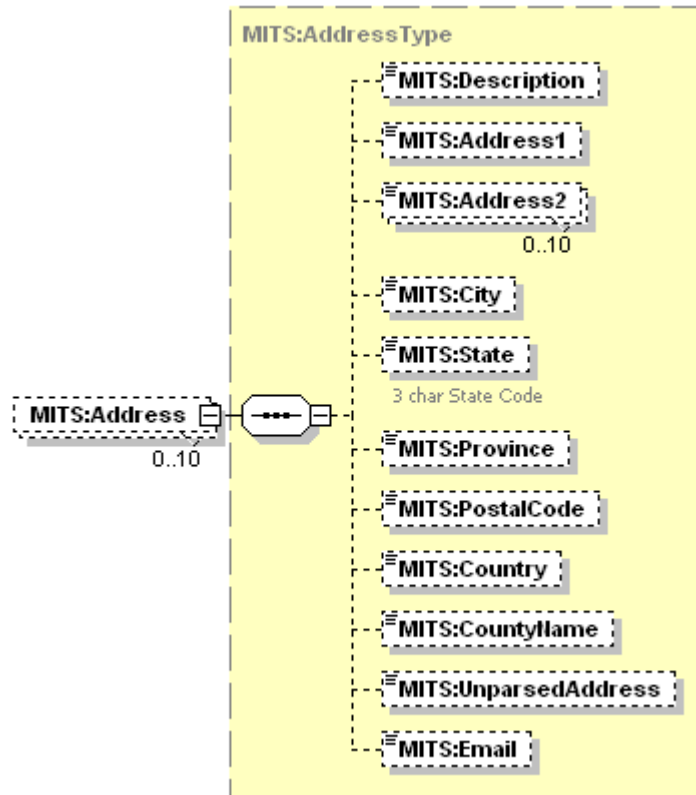 MITS:AddressType
MITS:Description
MITS:Address1
MITS:Address2
0..10
MITS:City
MITS:State
3 char State Code
MITS:Address
0..10
MITS:Province
MITS:PostalCode
MITS:Country
MITS:CountyName
MITS:UnparsedAddress
MITS:Email